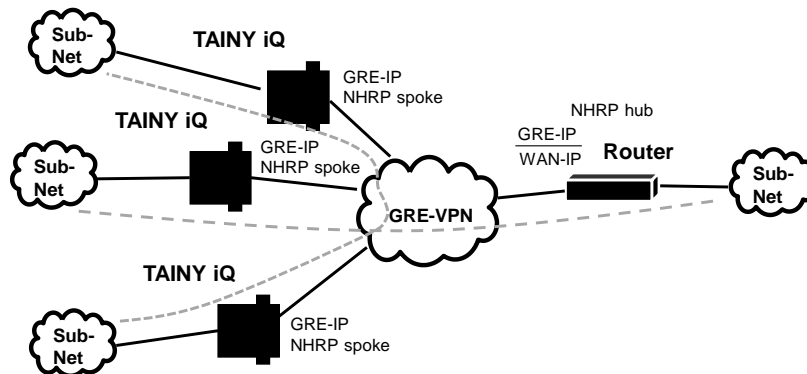 Sub-
Net
TAINY iQ
GRE-IP
NHRP spoke
TAINY iQ
GRE-IP
NHRP spoke
Sub-
Net
NHRP hub
GRE-IP
WAN-IP
Router
Sub-
Net
GRE-VPN
TAINY iQ
GRE-IP
NHRP spoke
Sub-
Net